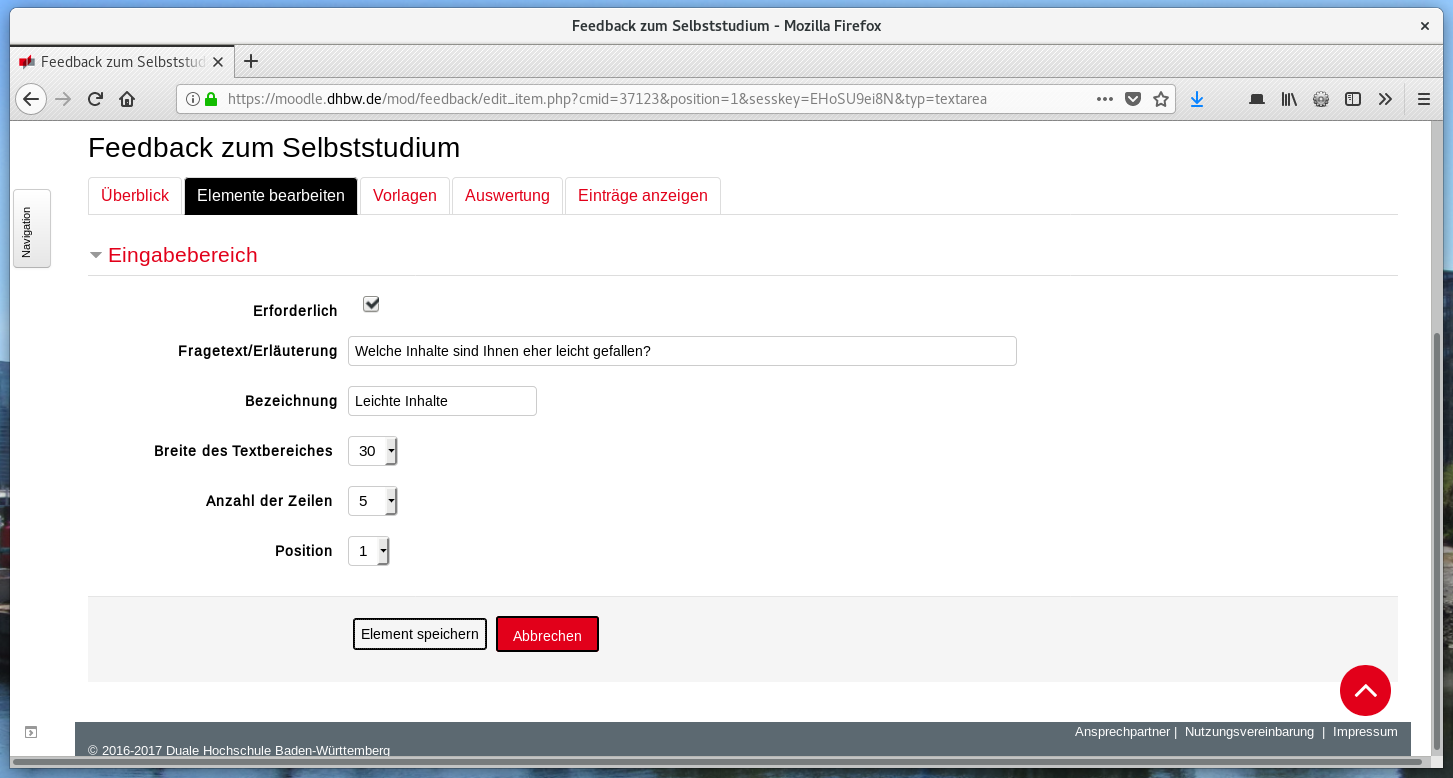 Feedback zum Selbststudium - Mozilla Firefox
Feedback zum Selbststud
https://moodle.dhbw.de/mod/feedback/edit_item.php?cmid=37123&position=1&sesskey=EHoSU9ei8N&typ=textarea
Feedback zum Selbststudium
Überblick Elemente bearbeiten Vorlagen Auswertung Einträge anzeigen
Navigation
Eingabebereich
Erforderlich
Fragetext/Erläuterung Welche Inhalte sind Ihnen eher leicht gefallen?
Bezeichnung Leichte Inhalte
Breite des Textbereiches 30
Anzahl der Zeilen 5
Position 1
Element speichern Abbrechen
Ansprechpartner | Nutzungsvereinbarung | Impressum
© 2016-2017 Duale Hochschule Baden-Württemberg